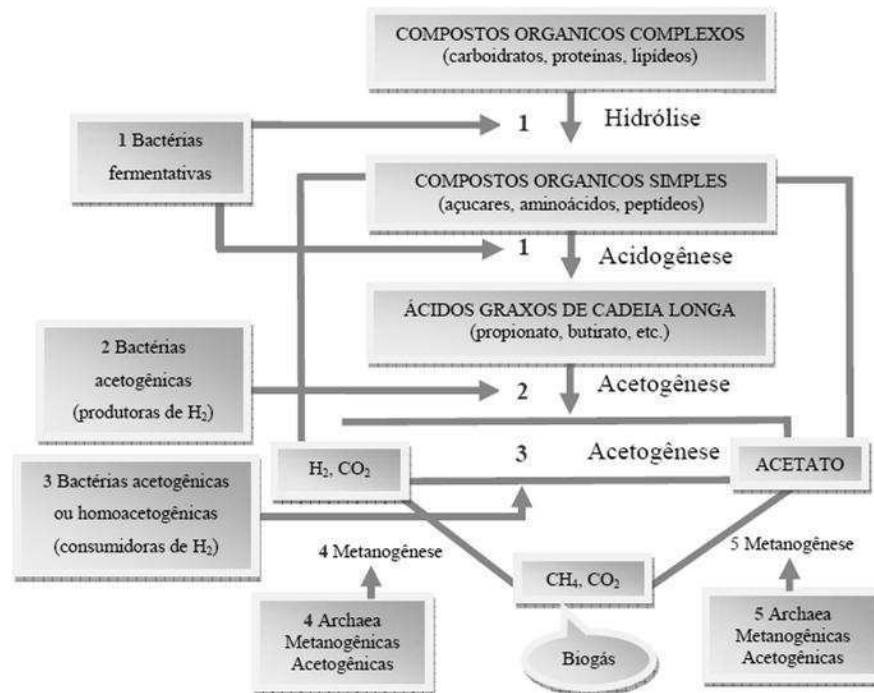 COMPOSTOS ORGANICOS COMPLEXOS
(carboidratos, proteínas, lipídeos)
1 Hidrólise
1 Bactérias
fermentativas
COMPOSTOS ORGANICOS SIMPLES
(açucares, aminoácidos, peptídeos)
1 Acidogênese
ÁCIDOS GRAXOS DE CADEIA LONGA
(propionato, butirato, etc.)
2 Bactérias
acetogênicas
(produtoras de H₂)
2 Acetogênese
H₂, CO₂
3 Acetogênese
ACETATO
3 Bactérias acetogênicas
ou homoacetogênicas
(consumidoras de H₂)
4 Metanogênese
5 Metanogênese
CH₄, CO₂
4 Archaea
Metanogênicas
Acetogênicas
Biogás
5 Archaea
Metanogênicas
Acetogênicas